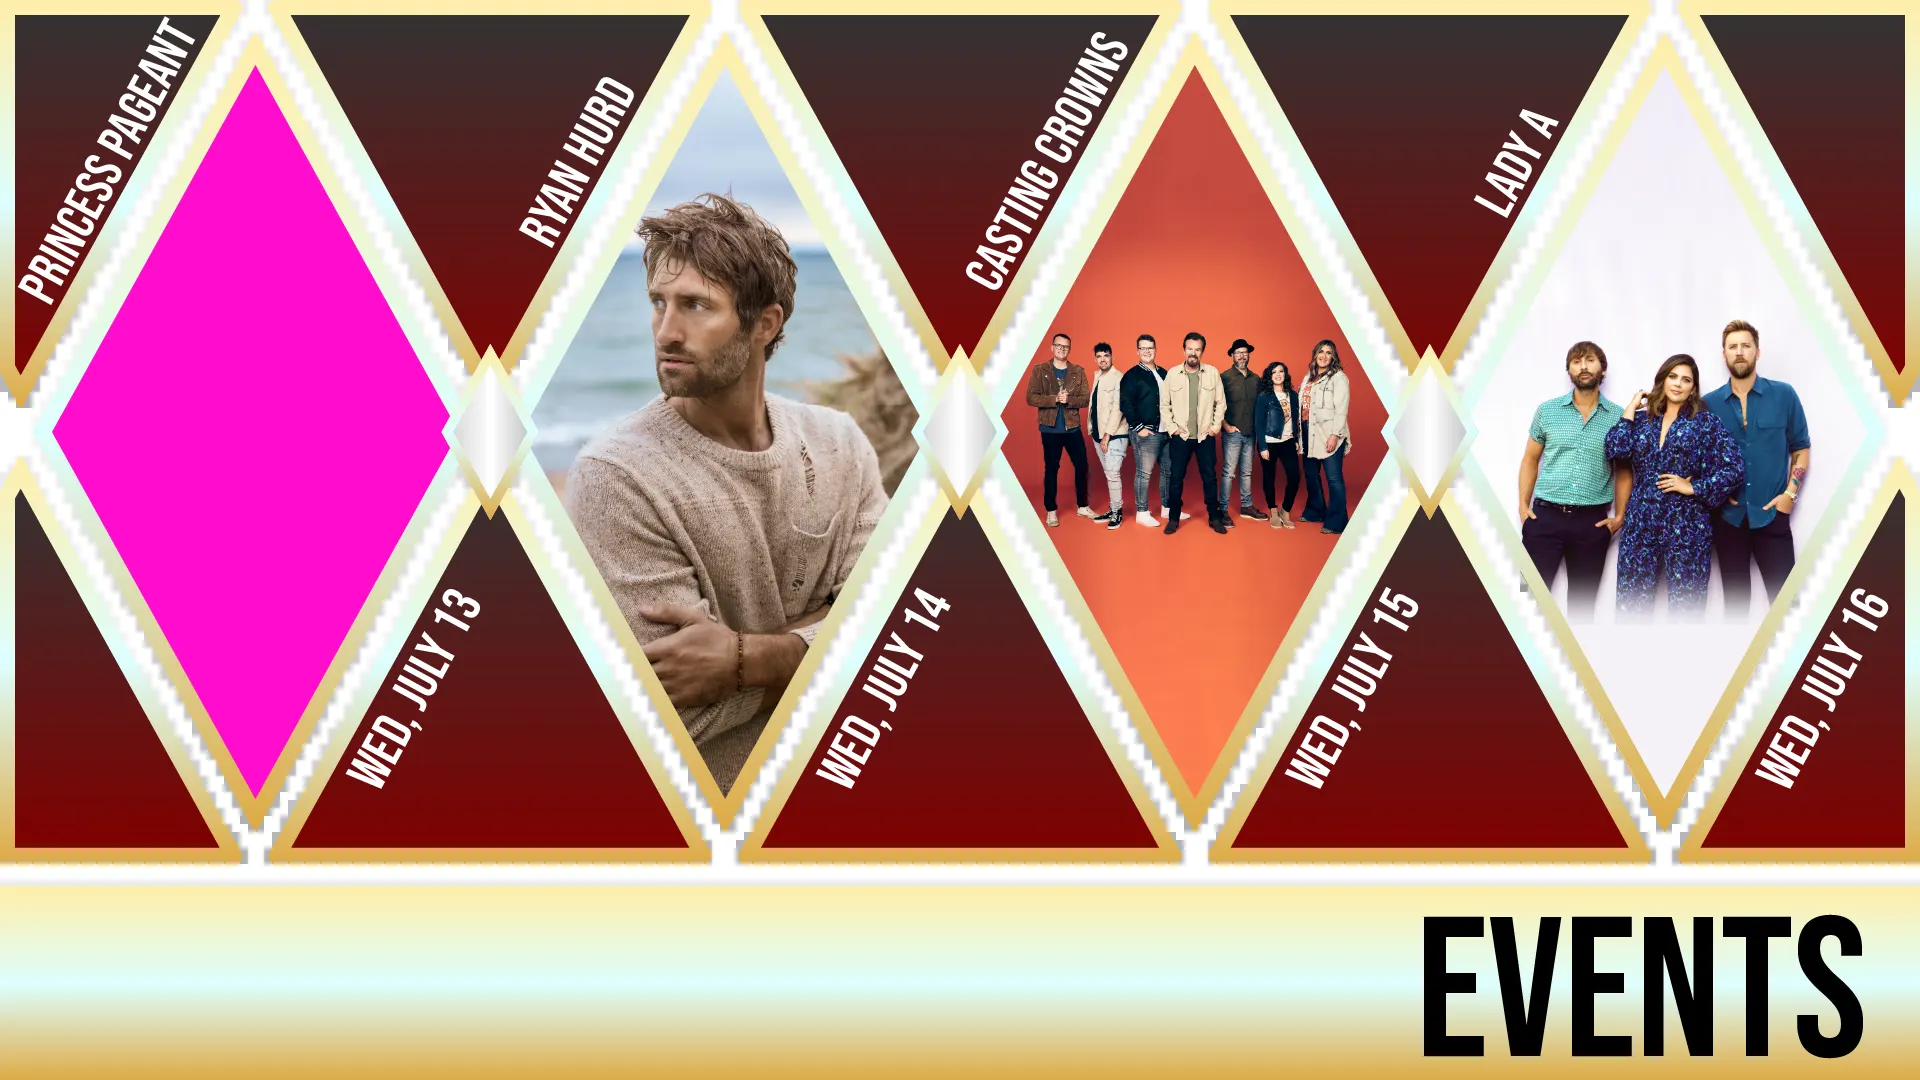 PRINCESS PAGEANT
WED, JULY 13
RYAN HURD
WED, JULY 14
CASTING CROWNS
WED, JULY 15
LADY A
WED, JULY 16
EVENTS